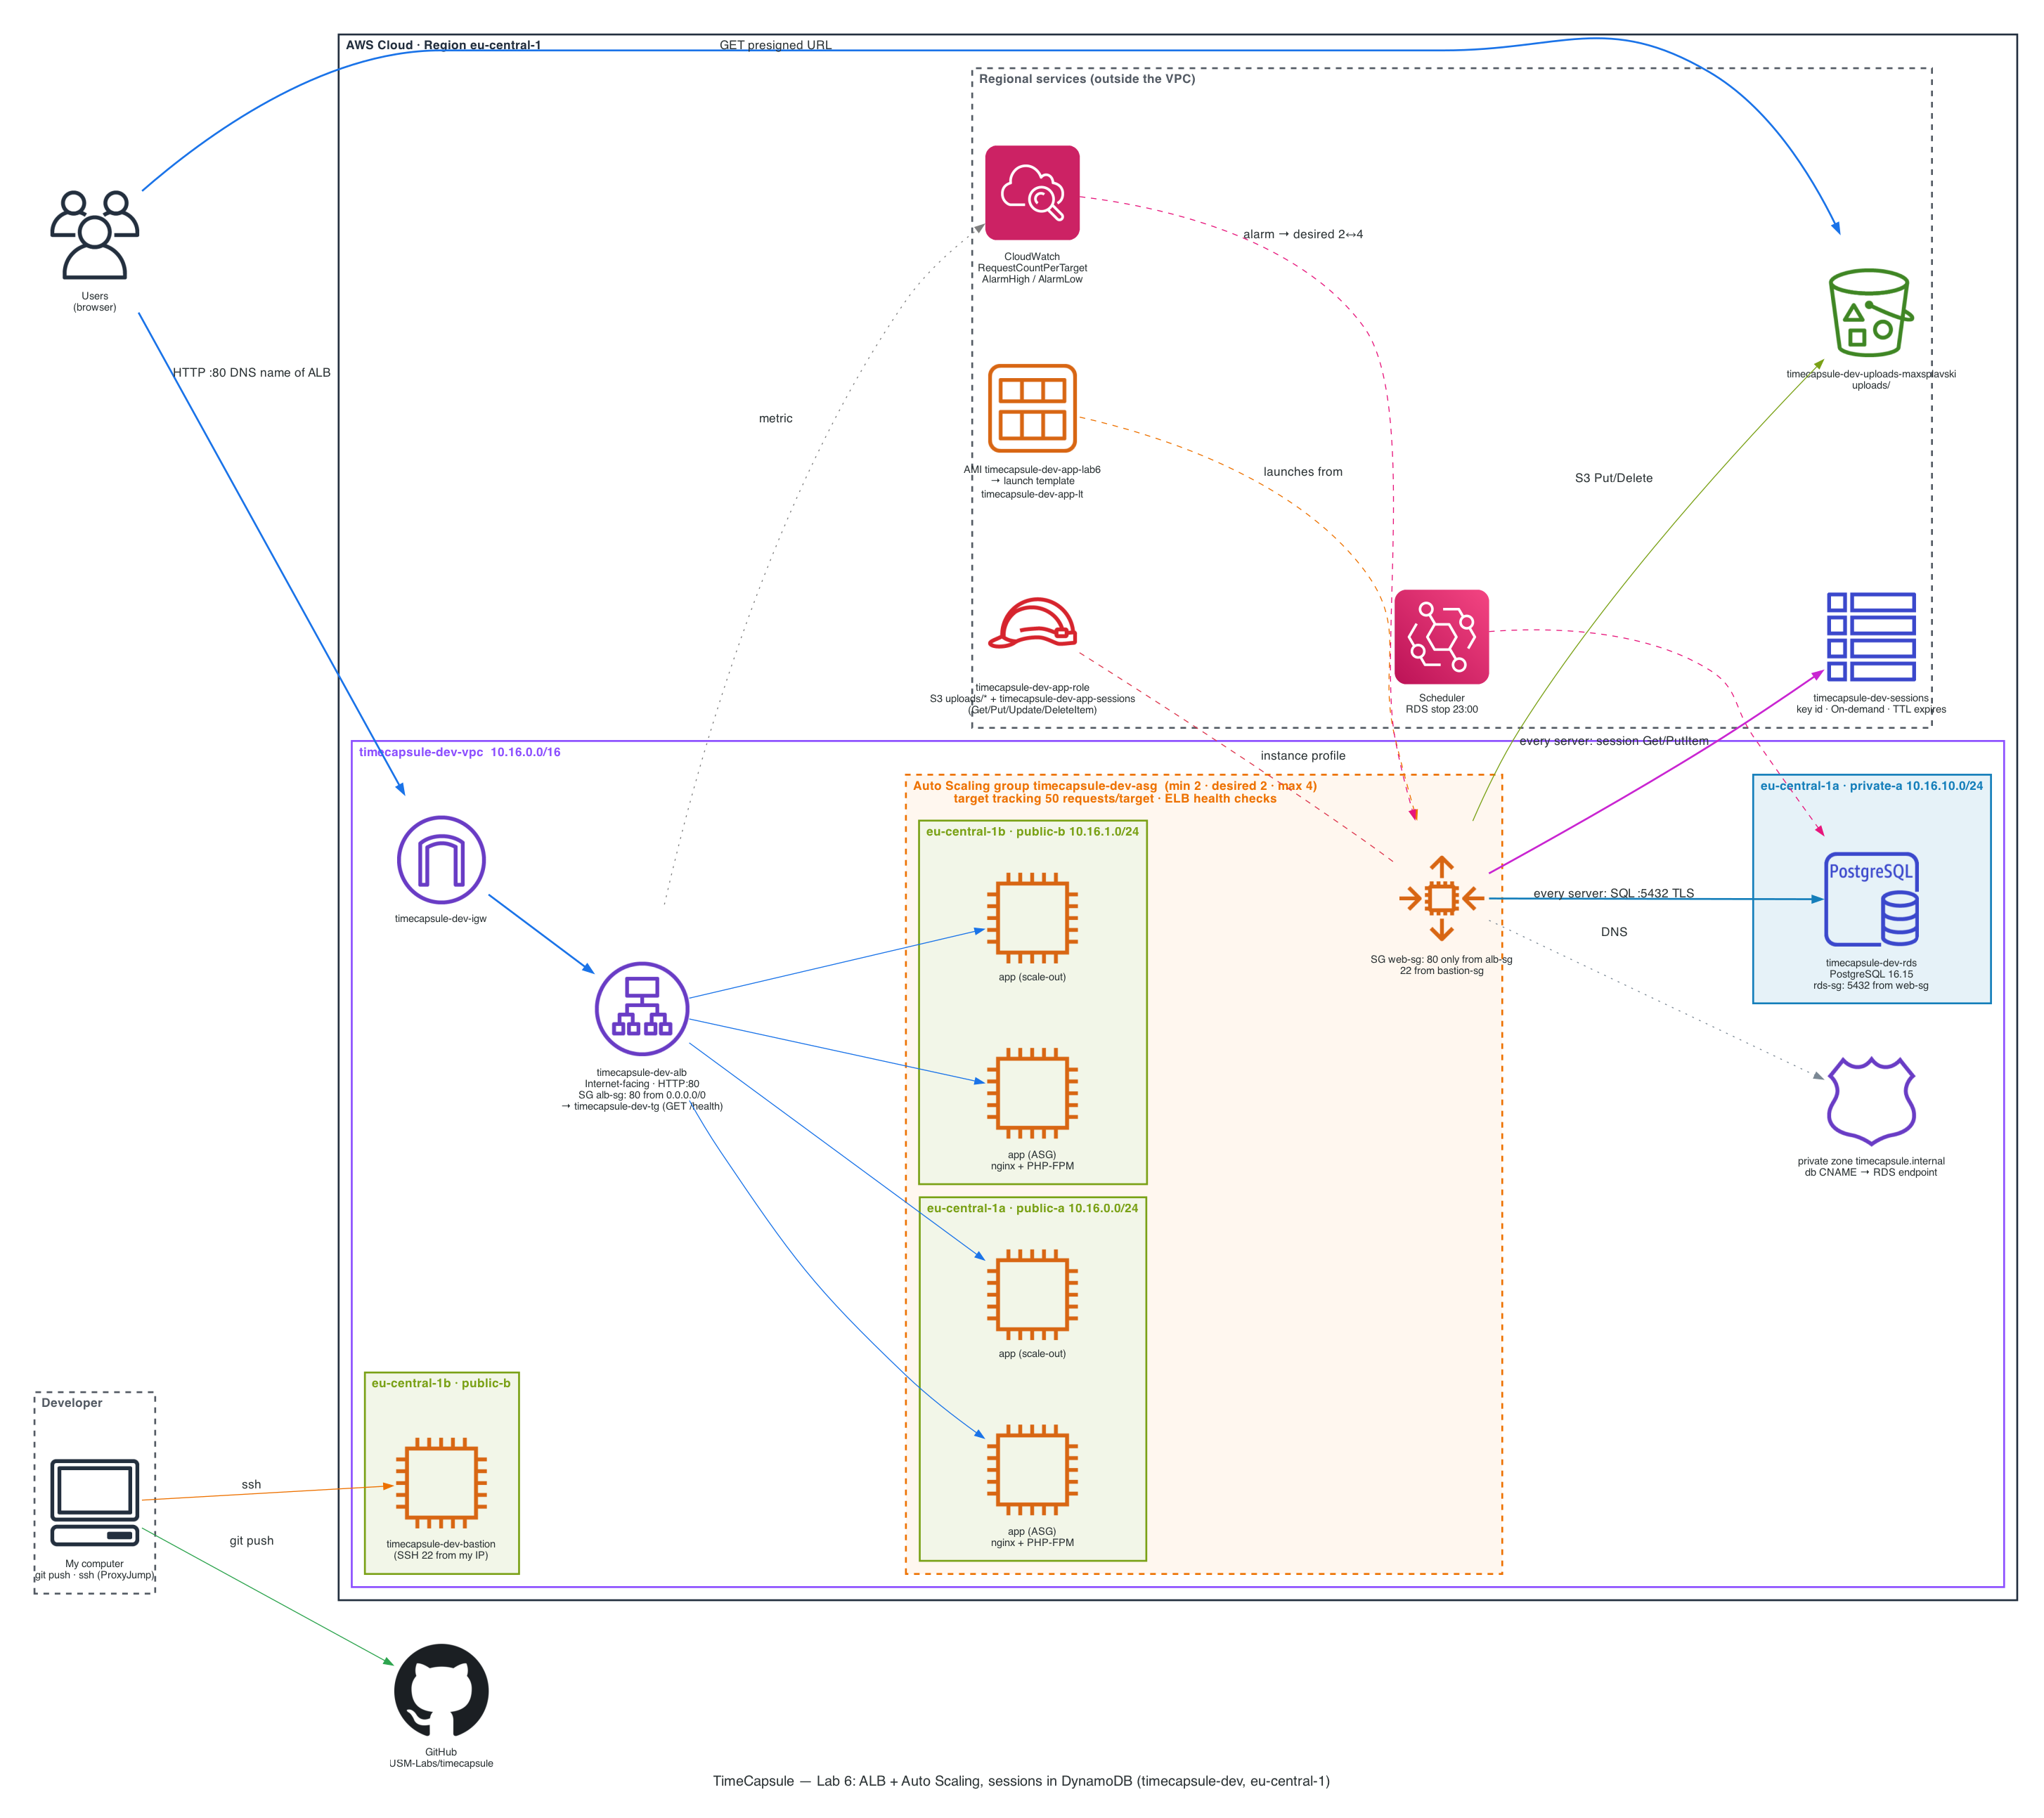 AWS Cloud · Region eu-central-1
GET presigned URL
Regional services (outside the VPC)
CloudWatch
RequestCountPerTarget
AlarmHigh / AlarmLow
alarm → desired 2↔4
Users
(browser)
HTTP :80 DNS name of ALB
timecapsule-dev-uploads-maxsplavski
uploads/
metric
AMI timecapsule-dev-app-lab6
→ launch template
timecapsule-dev-app-lt
launches from
S3 Put/Delete
timecapsule-dev-app-role
S3 uploads/* + timecapsule-dev-app-sessions
(Get/Put/Update/DeleteItem)
Scheduler
RDS stop 23:00
timecapsule-dev-sessions
key id · On-demand · TTL expires
every server: session Get/PutItem
instance profile
timecapsule-dev-vpc 10.16.0.0/16
Auto Scaling group timecapsule-dev-asg (min 2 · desired 2 · max 4)
target tracking 50 requests/target · ELB health checks
eu-central-1a · private-a 10.16.10.0/24
eu-central-1b · public-b 10.16.1.0/24
PostgreSQL
every server: SQL :5432 TLS
timecapsule-dev-igw
DNS
app (scale-out)
SG web-sg: 80 only from alb-sg
22 from bastion-sg
timecapsule-dev-rds
PostgreSQL 16.15
rds-sg: 5432 from web-sg
timecapsule-dev-alb
Internet-facing · HTTP:80
SG alb-sg: 80 from 0.0.0.0/0
→ timecapsule-dev-tg (GET /health)
app (ASG)
nginx + PHP-FPM
private zone timecapsule.internal
db CNAME → RDS endpoint
eu-central-1a · public-a 10.16.0.0/24
app (scale-out)
eu-central-1b · public-b
Developer
ssh
app (ASG)
nginx + PHP-FPM
timecapsule-dev-bastion
(SSH 22 from my IP)
git push
My computer
git push · ssh (ProxyJump)
GitHub
USM-Labs/timecapsule
TimeCapsule — Lab 6: ALB + Auto Scaling, sessions in DynamoDB (timecapsule-dev, eu-central-1)